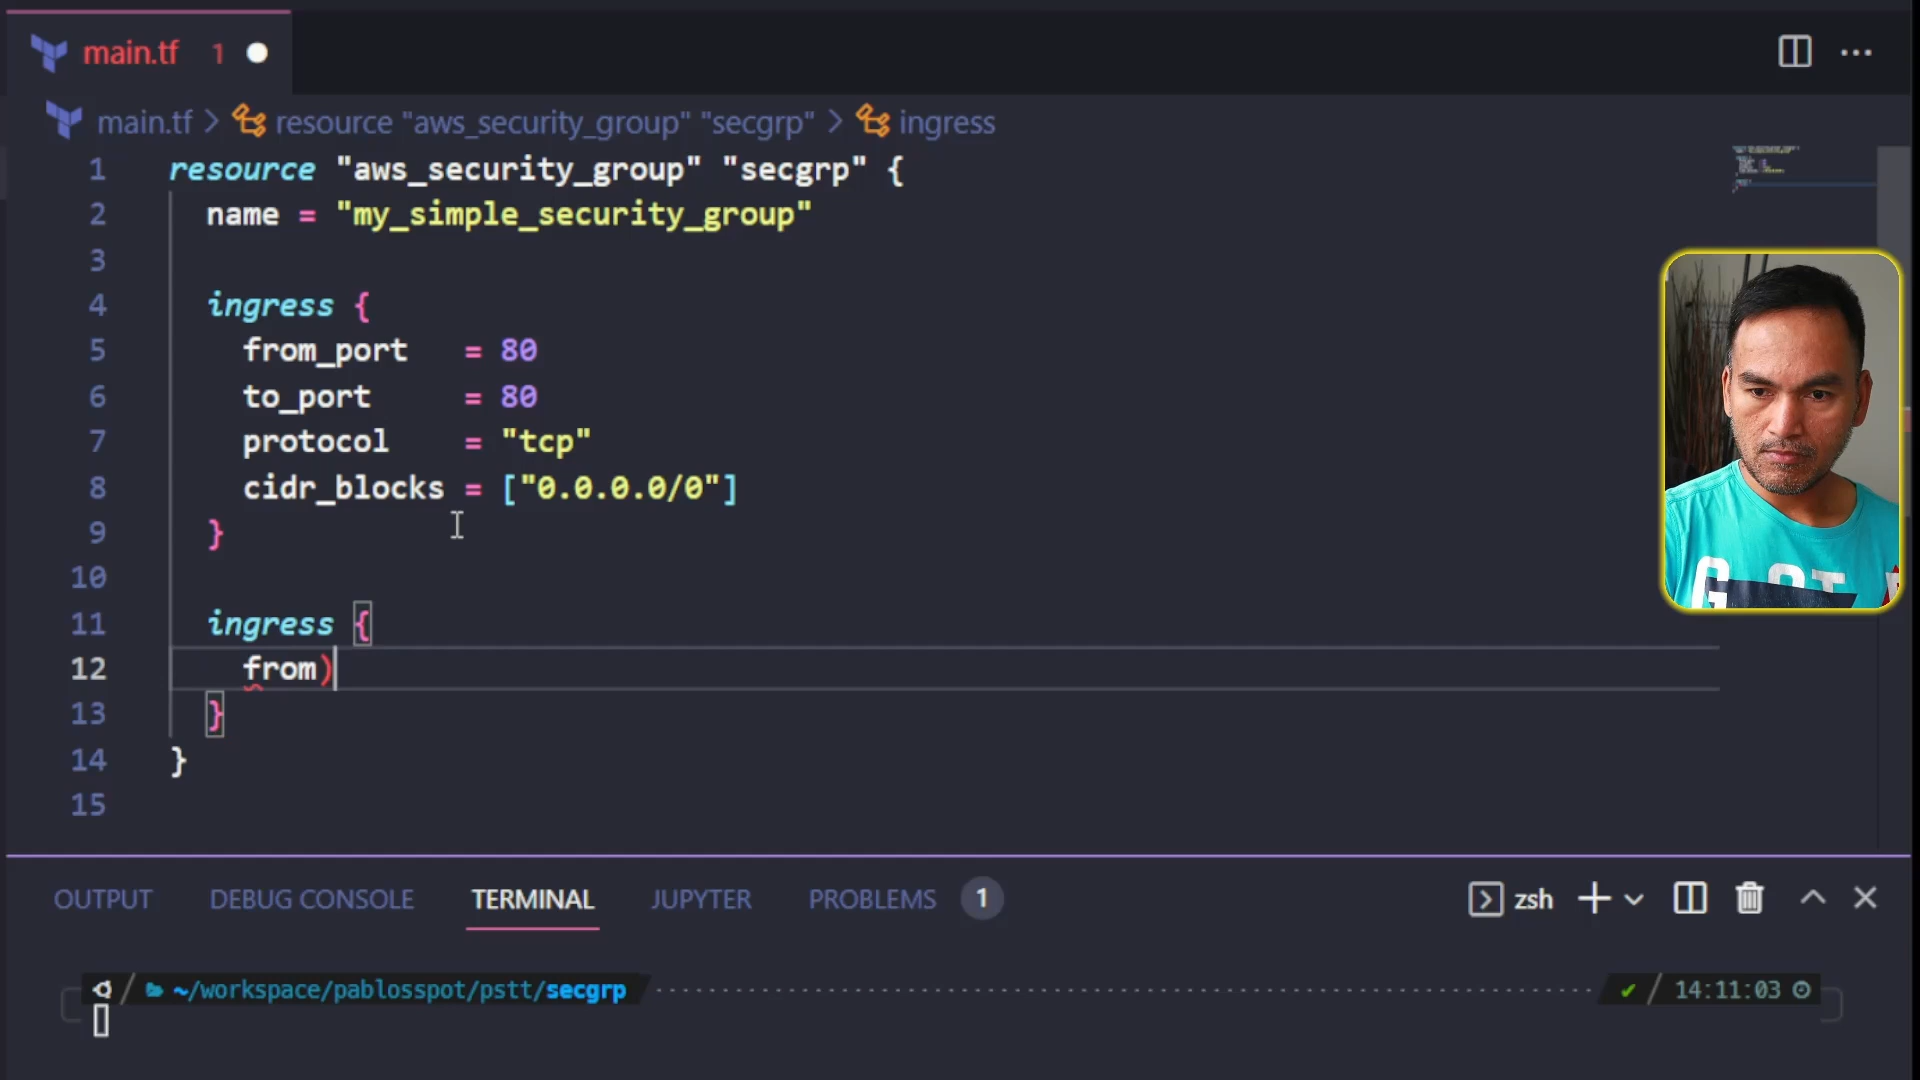 main.tf 1
main.tf > resource "aws_security_group" "secgrp" > ingress
1 resource "aws_security_group" "secgrp" {
2 name = "my_simple_security_group"
3
4 ingress {
5 from_port = 80
6 to_port = 80
7 protocol = "tcp"
8 cidr_blocks = ["0.0.0.0/0"]
9 }
10
11 ingress {
12 from)
13 }
14 }
15
OUTPUT DEBUG CONSOLE TERMINAL JUPYTER PROBLEMS 1 zsh
~/workspace/pablosspot/pstt/secgrp 14:11:03